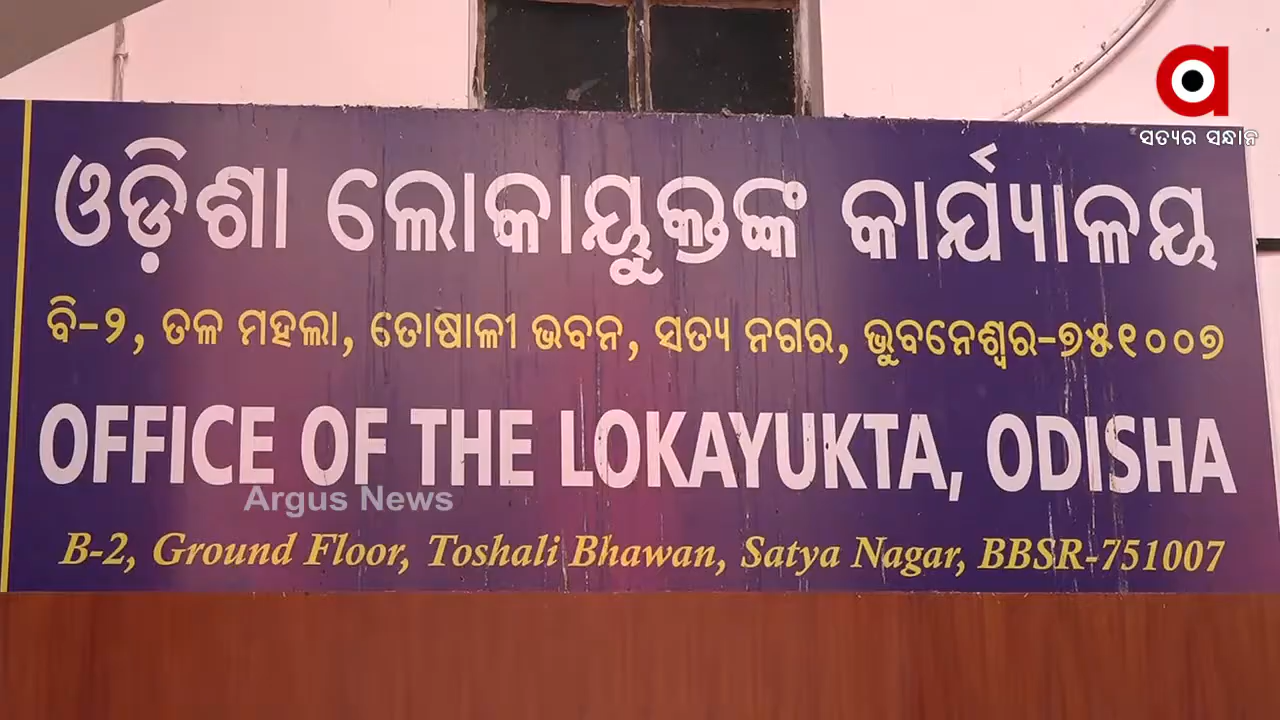 ସତ୍ୟର ସନ୍ଧାନ
ଓଡ଼ିଶା ଲୋକାୟୁକ୍ତଙ୍କ କାର୍ଯ୍ୟାଳୟ
ବି-୨, ତଳ ମହଲା, ତୋଷାଳୀ ଭବନ, ସତ୍ୟ ନଗର, ଭୁବନେଶ୍ୱର-୭୫୧୦୦୭
OFFICE OF THE LOKAYUKTA, ODISHA
Argus News
B-2, Ground Floor, Toshali Bhawan, Satya Nagar, BBSR-751007